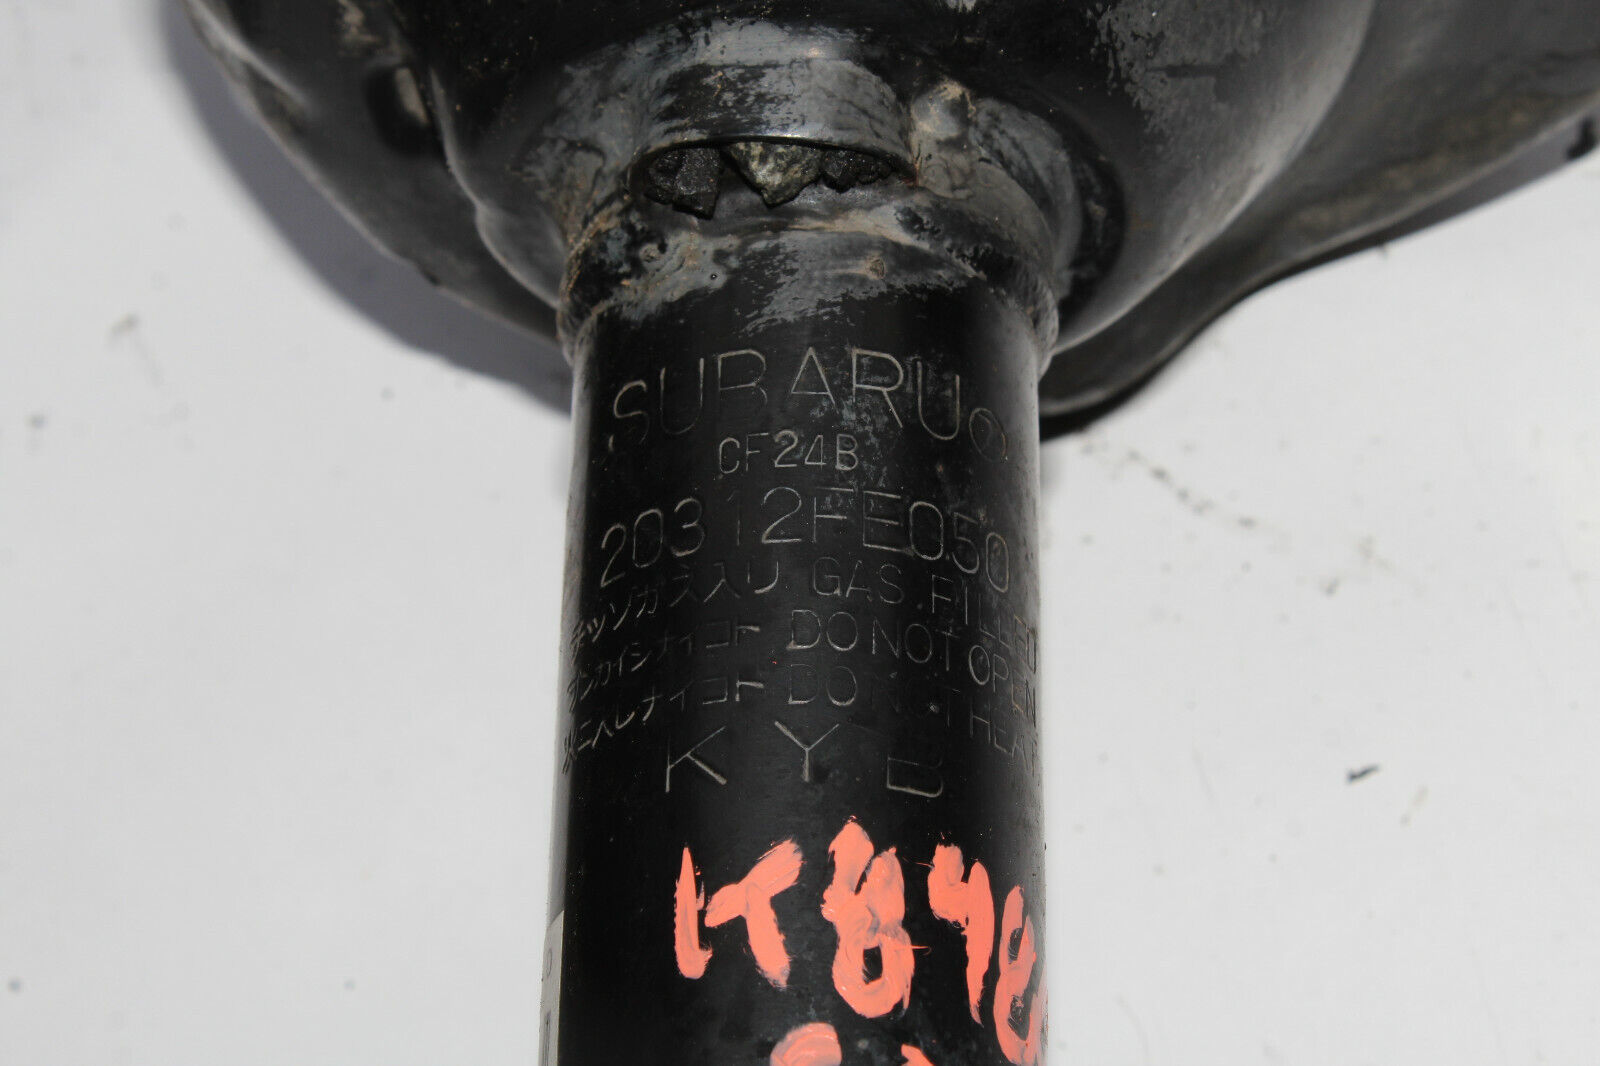 SUBARU
CF24B
20312FE050
チッソガス入リ GAS FILLED
ブンカイシナイコト DO NOT OPEN
火ニイレナイコト DO NOT HEAT
KYB
K898